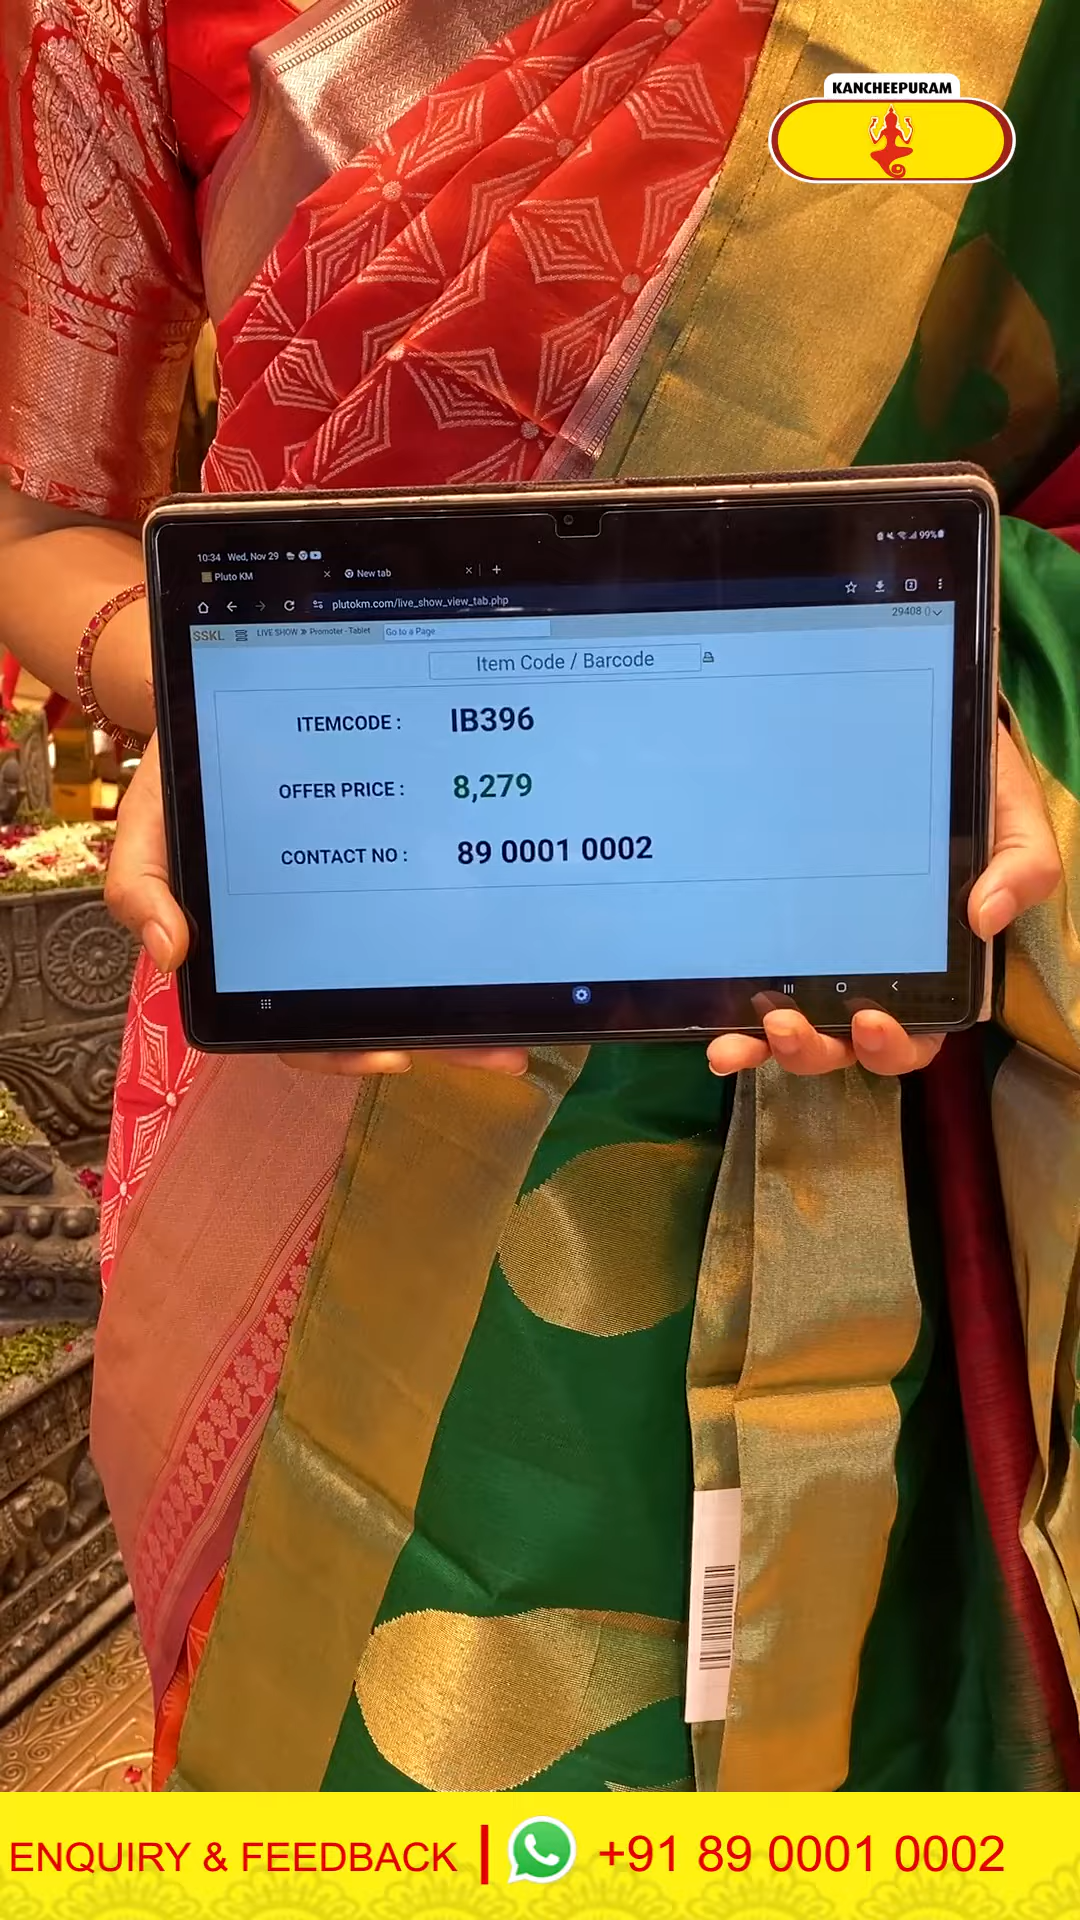 KANCHEEPURAM
10:34 Wed, Nov 29
99%
Pluto KM
New tab
plutokm.com/live_show_view_tab.php
SSKL
LIVE SHOW » Promoter - Tablet
Go to a Page
29408 ()
Item Code / Barcode
ITEMCODE : IB396
OFFER PRICE : 8,279
CONTACT NO : 89 0001 0002
ENQUIRY & FEEDBACK | +91 89 0001 0002